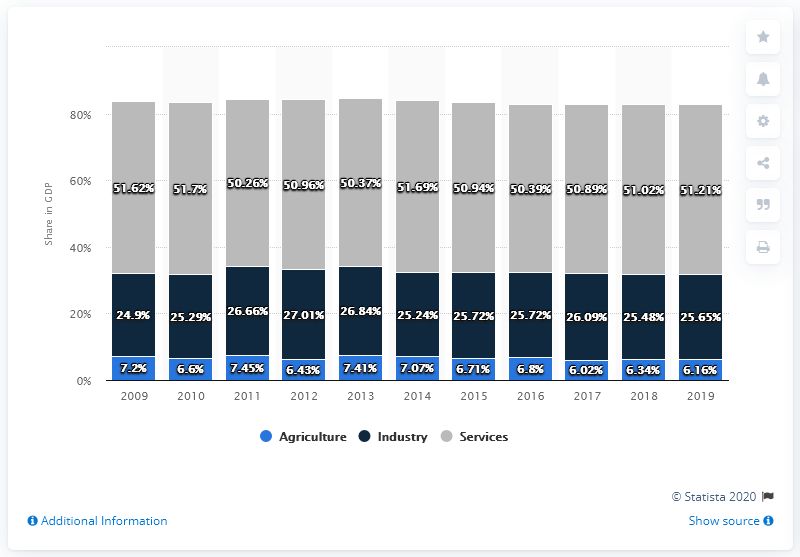 Share in GDP
80%
60%
40%
20%
0%
51.62% 51.7% 50.26% 50.96% 50.37% 51.69% 50.94% 50.39% 50.89% 51.02% 51.21%
24.9% 25.29% 26.66% 27.01% 26.84% 25.24% 25.72% 25.72% 26.09% 25.48% 25.65%
7.2% 6.6% 7.45% 6.43% 7.41% 7.07% 6.71% 6.8% 6.02% 6.34% 6.16%
2009 2010 2011 2012 2013 2014 2015 2016 2017 2018 2019
Agriculture Industry Services
© Statista 2020
Additional Information Show source